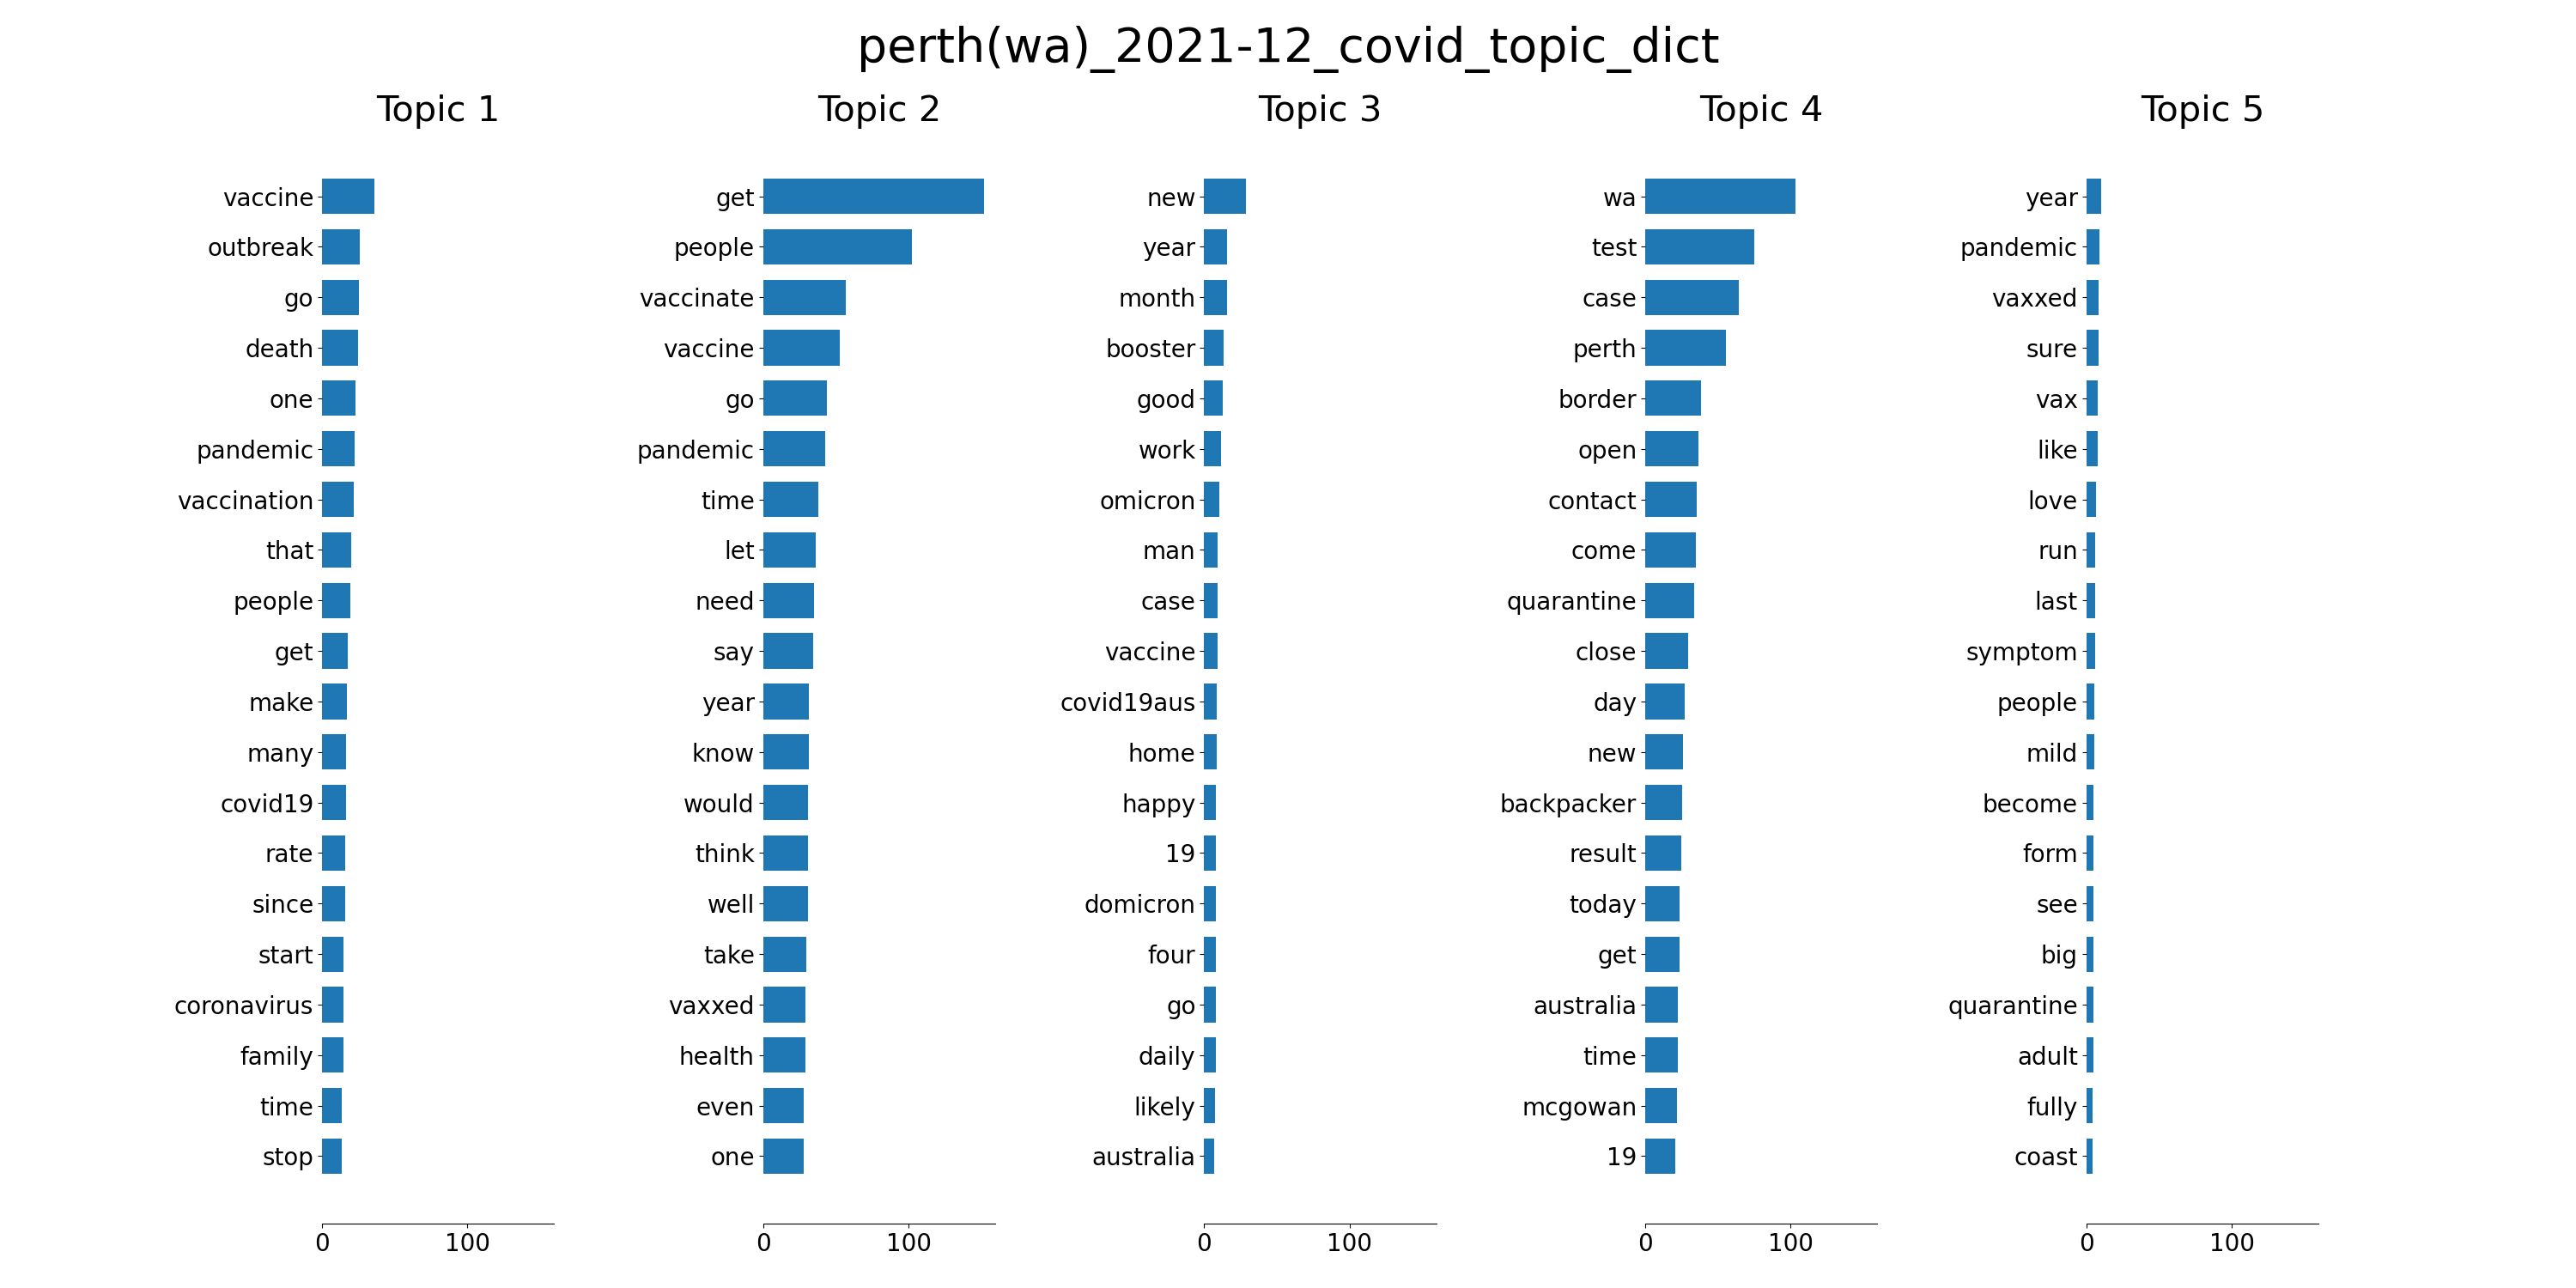 perth(wa)_2021-12_covid_topic_dict
Topic 1
vaccine
outbreak
go
death
one
pandemic
vaccination
that
people
get
make
many
covid19
rate
since
start
coronavirus
family
time
stop
0 100
Topic 2
get
people
vaccinate
vaccine
go
pandemic
time
let
need
say
year
know
would
think
well
take
vaxxed
health
even
one
0 100
Topic 3
new
year
month
booster
good
work
omicron
man
case
vaccine
covid19aus
home
happy
19
domicron
four
go
daily
likely
australia
0 100
Topic 4
wa
test
case
perth
border
open
contact
come
quarantine
close
day
new
backpacker
result
today
get
australia
time
mcgowan
19
0 100
Topic 5
year
pandemic
vaxxed
sure
vax
like
love
run
last
symptom
people
mild
become
form
see
big
quarantine
adult
fully
coast
0 100